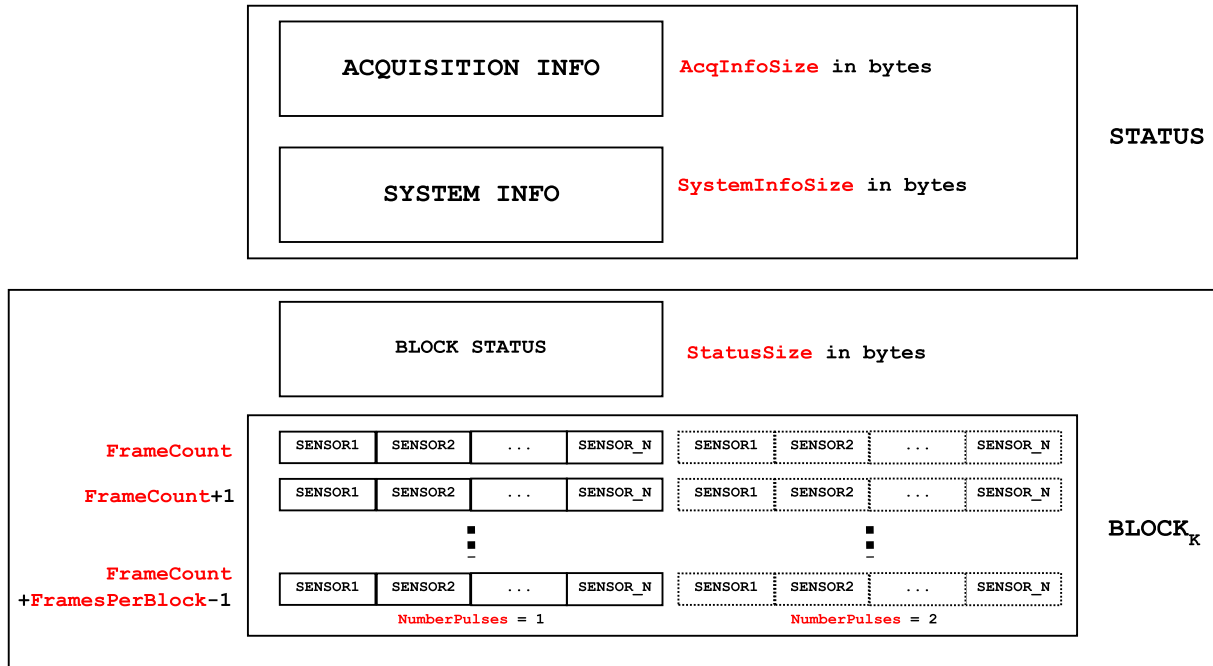 ACQUISITION INFO
AcqInfoSize in bytes
STATUS
SYSTEM INFO
SystemInfoSize in bytes
BLOCK STATUS
StatusSize in bytes
FrameCount
SENSOR1 SENSOR2 ... SENSOR_N SENSOR1 SENSOR2 ... SENSOR_N
FrameCount+1
SENSOR1 SENSOR2 ... SENSOR_N SENSOR1 SENSOR2 ... SENSOR_N
BLOCK_K
FrameCount
+FramesPerBlock-1
SENSOR1 SENSOR2 ... SENSOR_N SENSOR1 SENSOR2 ... SENSOR_N
NumberPulses = 1
NumberPulses = 2